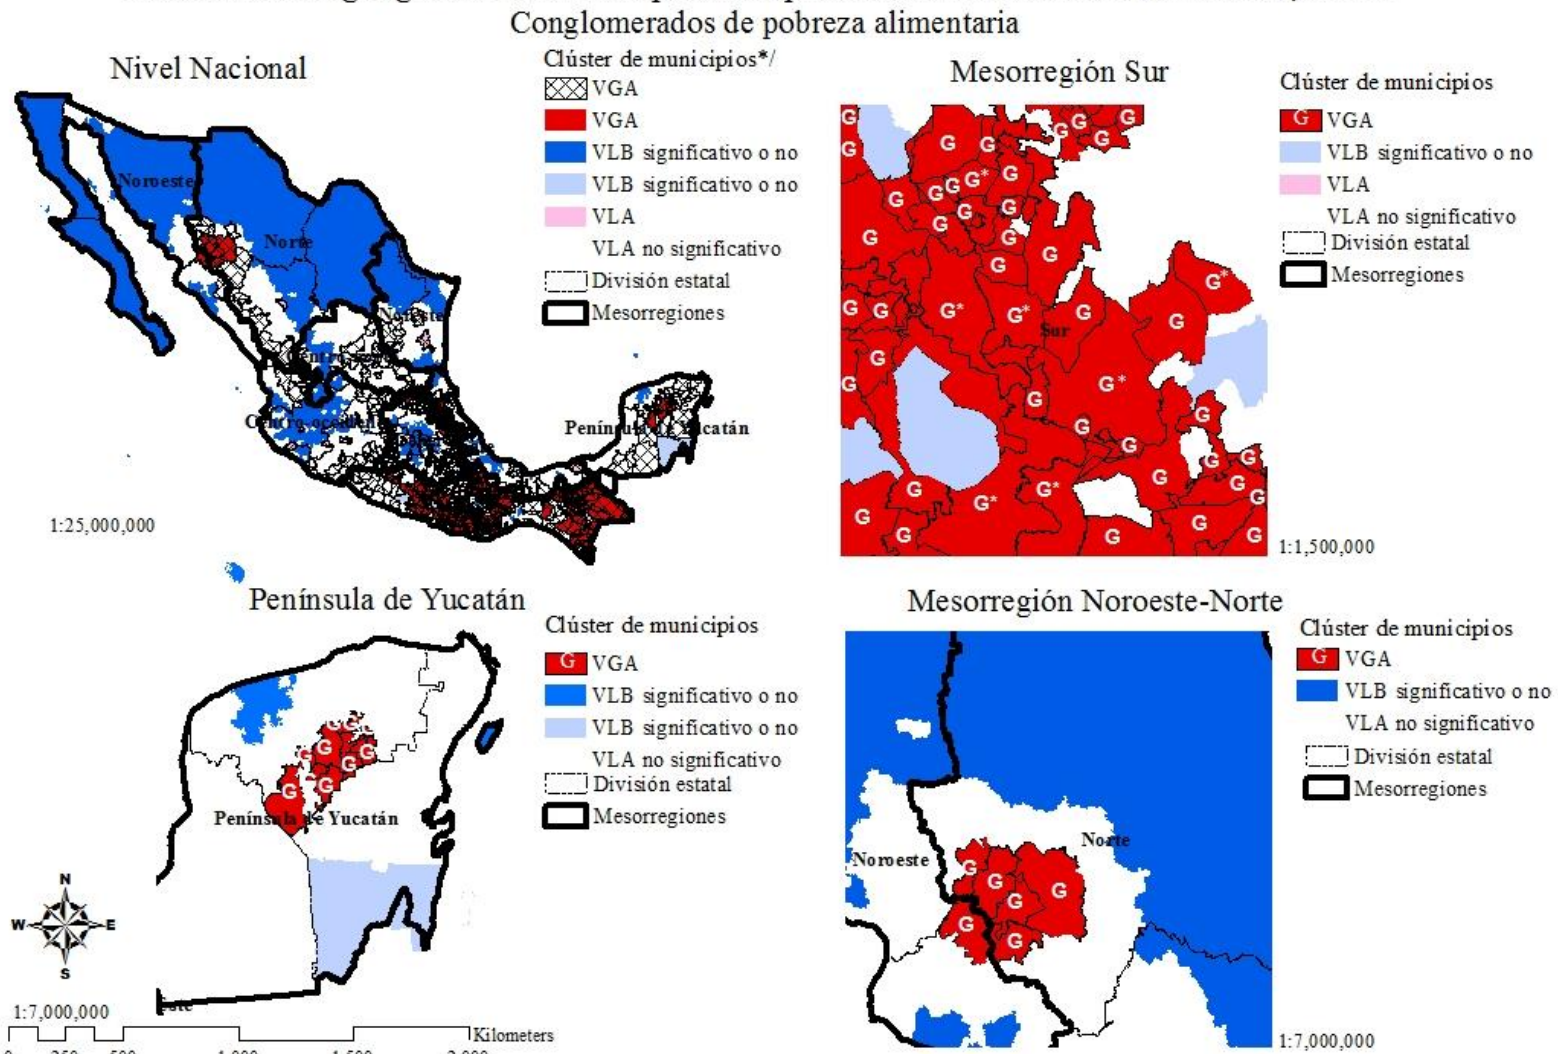 Conglomerados de pobreza alimentaria
Nivel Nacional
Clúster de municipios*/
VGA
VGA
VLB significativo o no
VLB significativo o no
VLA
VLA no significativo
División estatal
Mesorregiones
Noroeste
Norte
Noreste
Península de Yucatán
1:25,000,000
Mesorregión Sur
Clúster de municipios
G VGA
VLB significativo o no
VLA
VLA no significativo
División estatal
Mesorregiones
G G G G G G G
G G G G* G
G G G G
G G G G
G G*
G G G* G* G G
Sur
G G G*
G G
G G
G G G
G G* G* G G
G G G G G G
1:1,500,000
Península de Yucatán
Clúster de municipios
G VGA
VLB significativo o no
VLB significativo o no
VLA no significativo
División estatal
Mesorregiones
G G
G G G
G G G
Península de Yucatán
N
W E
S
1:7,000,000
Kilometers
Mesorregión Noroeste-Norte
Clúster de municipios
G VGA
VLB significativo o no
VLA no significativo
División estatal
Mesorregiones
Noroeste
Norte
G G G
G
G G
1:7,000,000